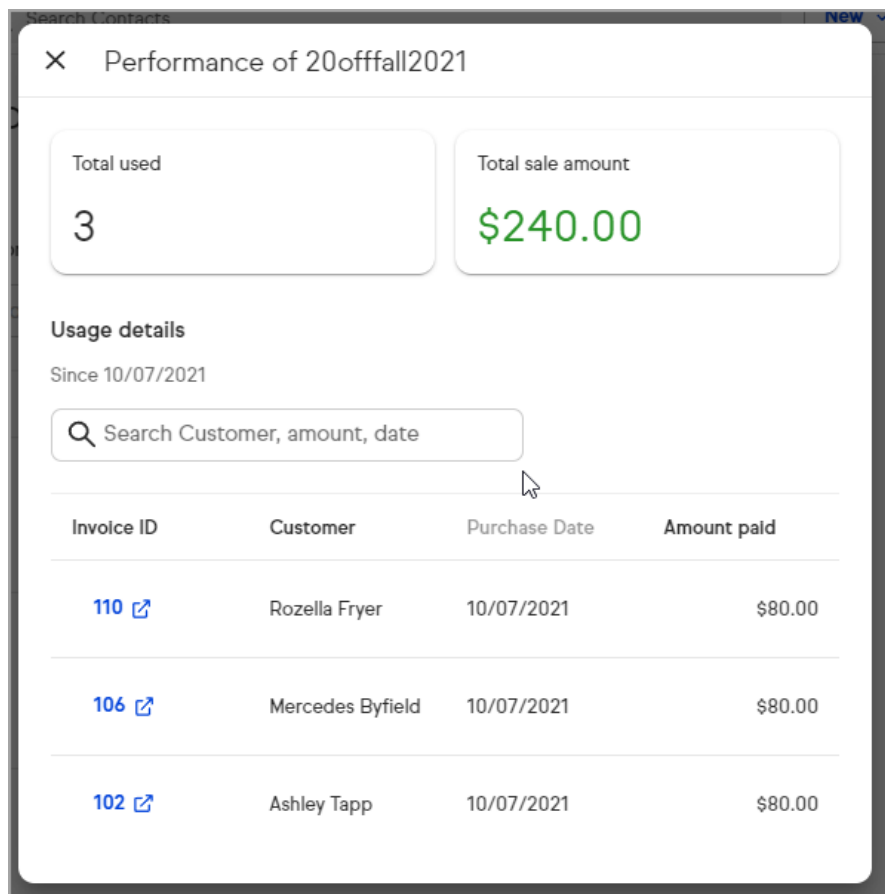 Search Contacts
New
Performance of 20offfall2021
Total used
Total sale amount
3
$240.00
Usage details
Since 10/07/2021
Search Customer, amount, date
Invoice ID Customer Purchase Date Amount paid
110 Rozella Fryer 10/07/2021 $80.00
106 Mercedes Byfield 10/07/2021 $80.00
102 Ashley Tapp 10/07/2021 $80.00